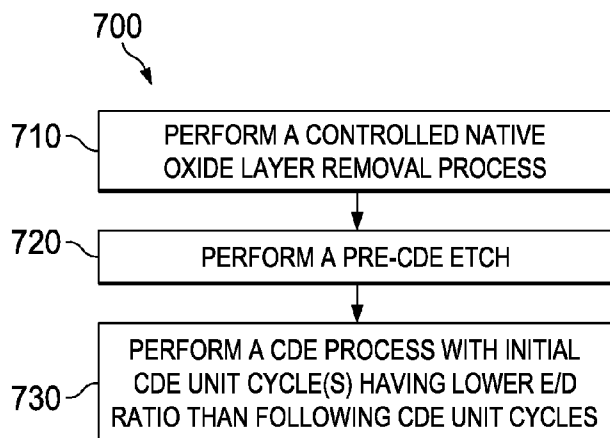 700
710
PERFORM A CONTROLLED NATIVE
OXIDE LAYER REMOVAL PROCESS
720
PERFORM A PRE-CDE ETCH
730
PERFORM A CDE PROCESS WITH INITIAL
CDE UNIT CYCLE(S) HAVING LOWER E/D
RATIO THAN FOLLOWING CDE UNIT CYCLES